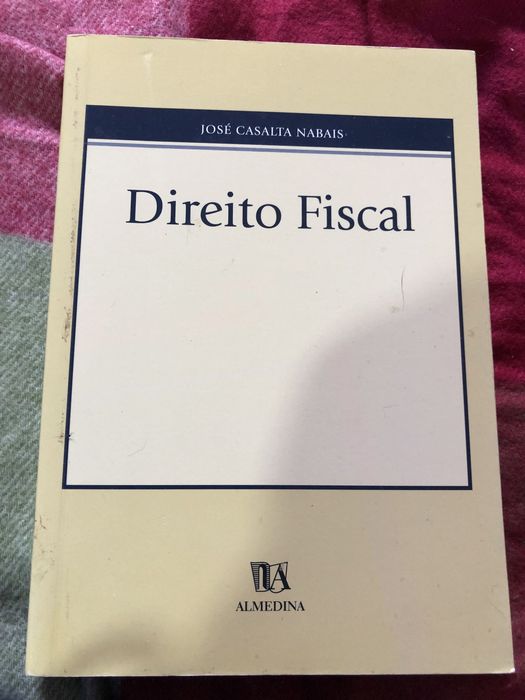 JOSÉ CASALTA NABAIS
Direito Fiscal
ALMEDINA